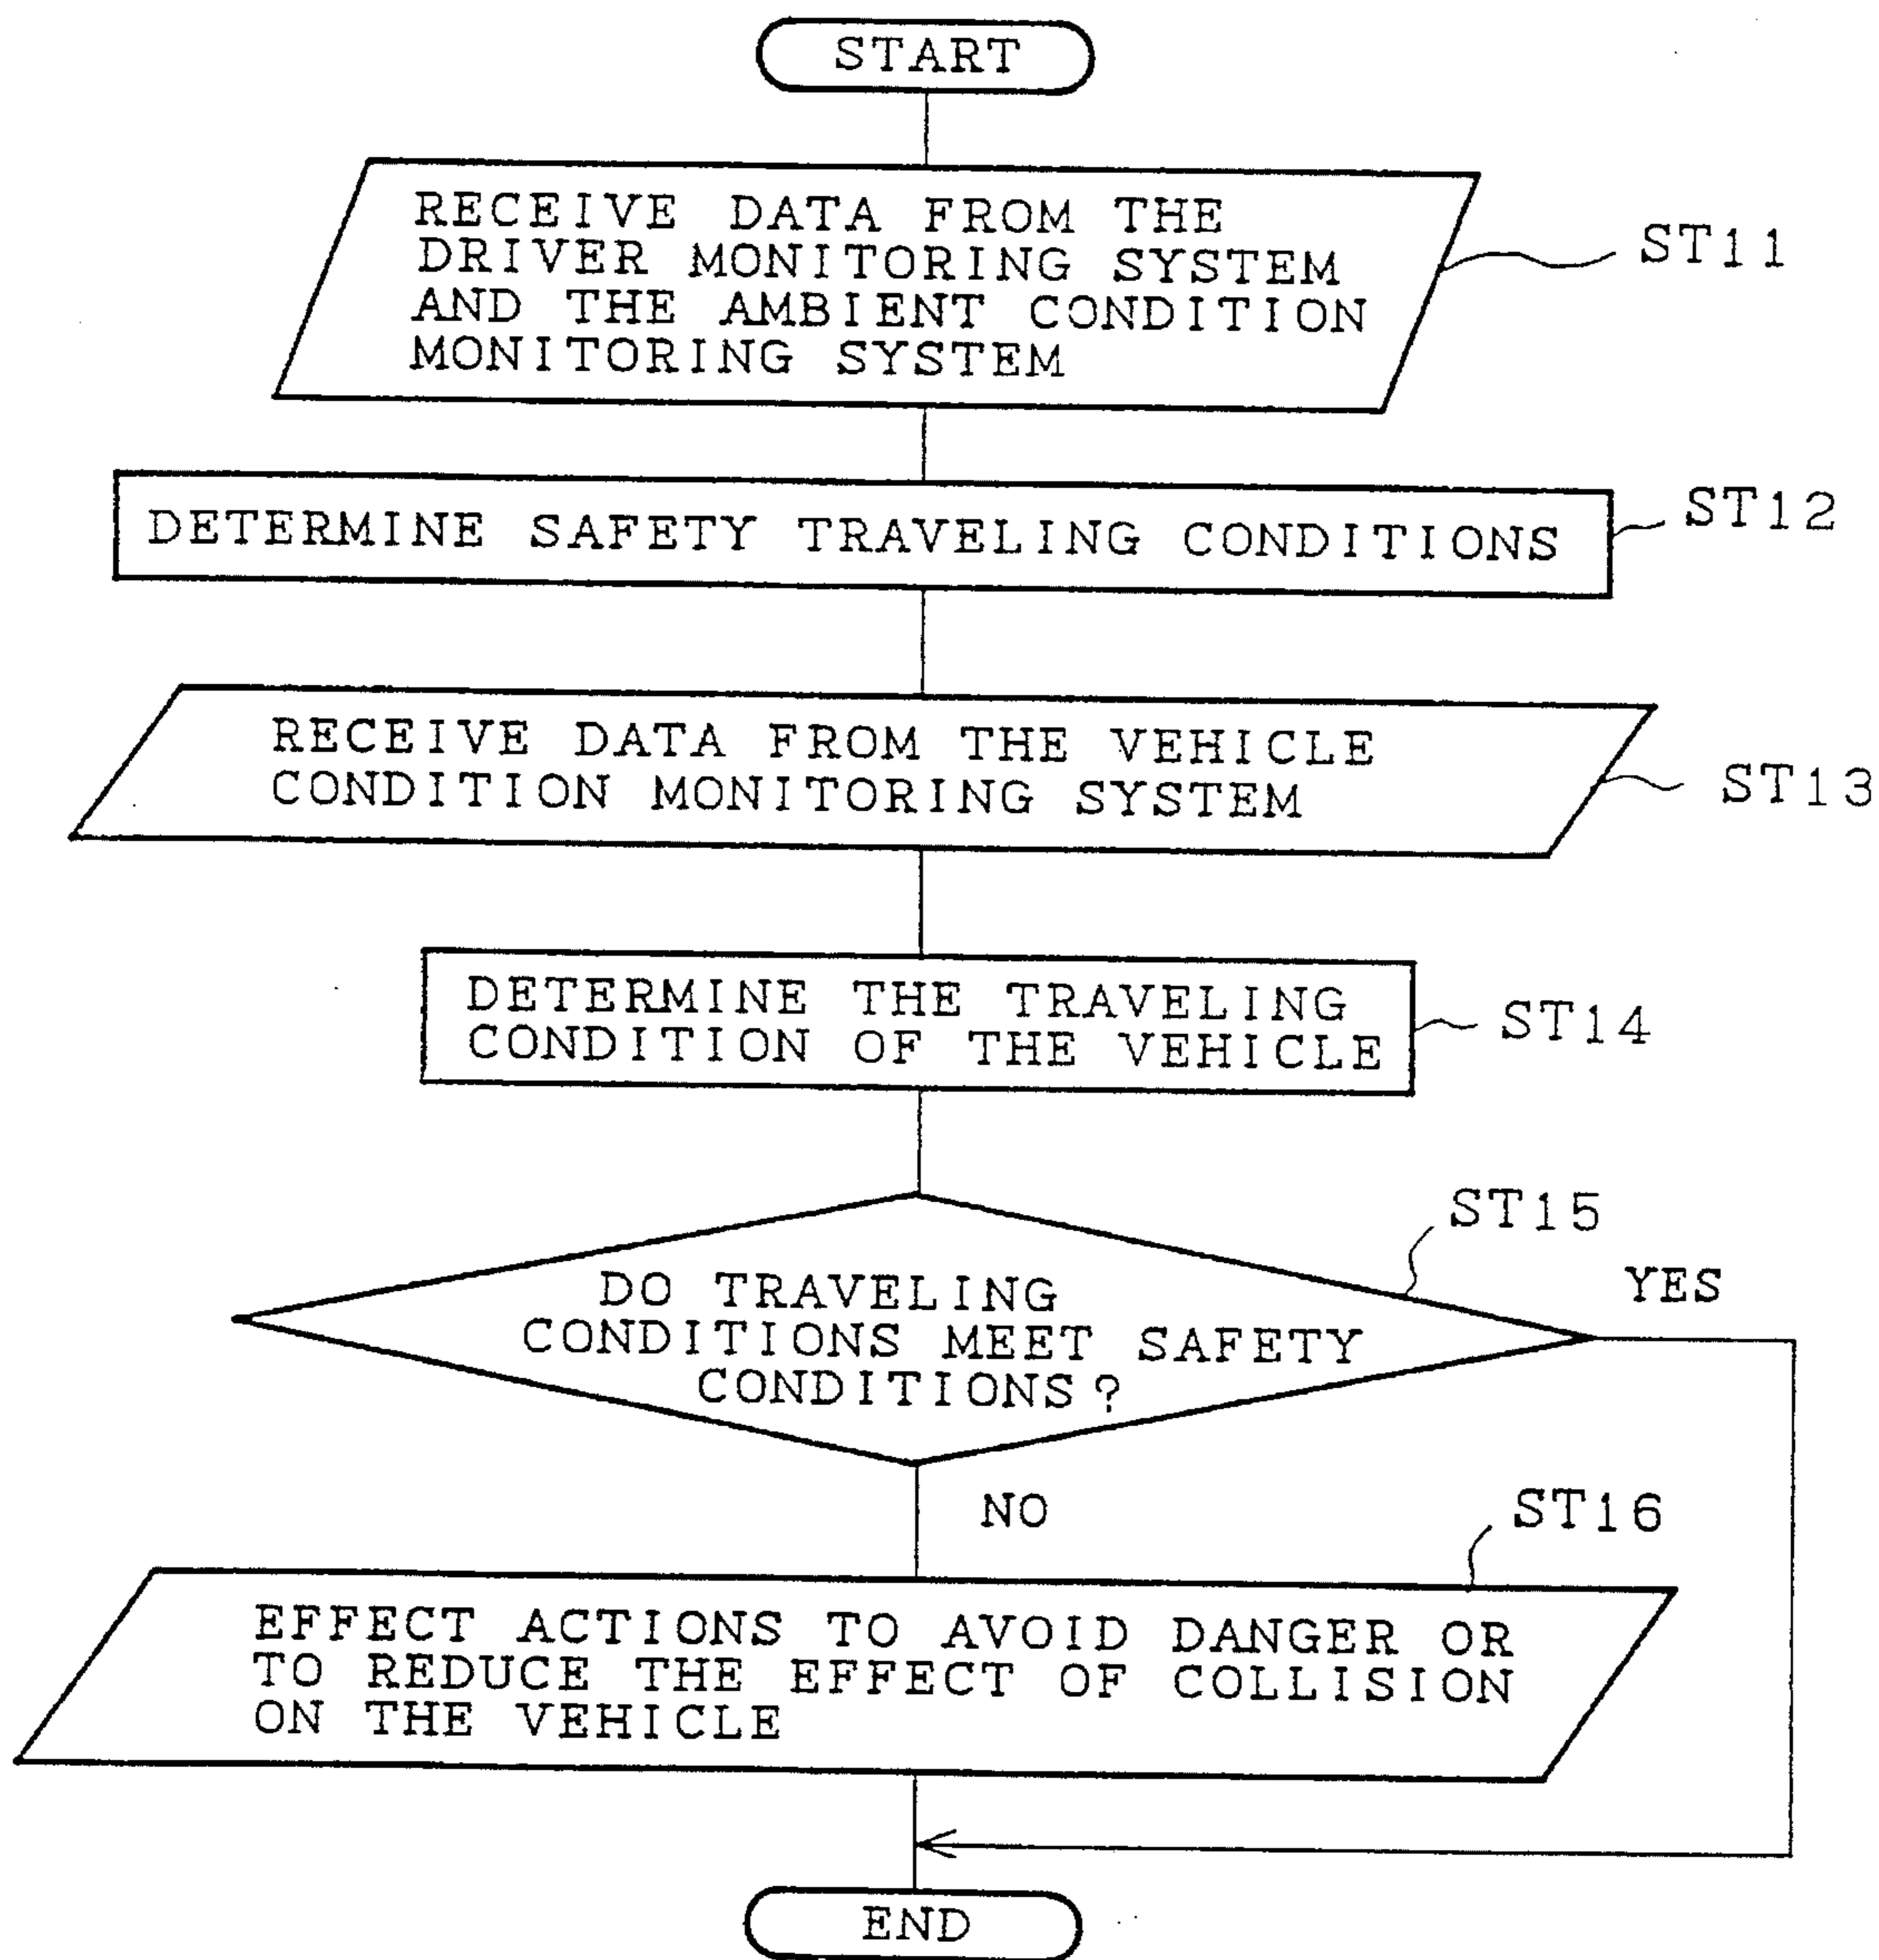 START
RECEIVE DATA FROM THE
DRIVER MONITORING SYSTEM
AND THE AMBIENT CONDITION
MONITORING SYSTEM
ST11
DETERMINE SAFETY TRAVELING CONDITIONS
ST12
RECEIVE DATA FROM THE VEHICLE
CONDITION MONITORING SYSTEM
ST13
DETERMINE THE TRAVELING
CONDITION OF THE VEHICLE
ST14
ST15
YES
DO TRAVELING
CONDITIONS MEET SAFETY
CONDITIONS?
NO
ST16
EFFECT ACTIONS TO AVOID DANGER OR
TO REDUCE THE EFFECT OF COLLISION
ON THE VEHICLE
END